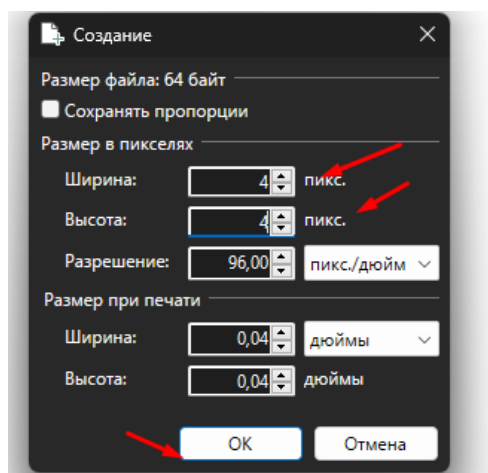 Создание
Размер файла: 64 байт
Сохранять пропорции
Размер в пикселях
Ширина: 4 пикс.
Высота: 4 пикс.
Разрешение: 96,00 пикс./дюйм
Размер при печати
Ширина: 0,04 дюймы
Высота: 0,04 дюймы
OK Отмена